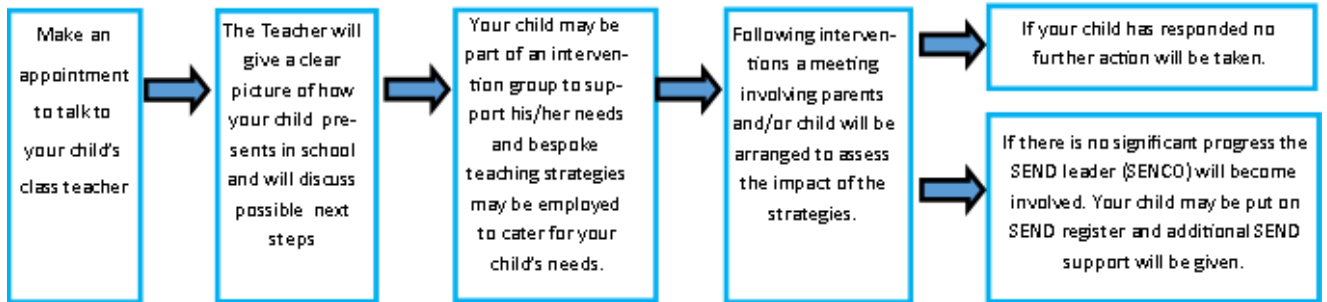 Make an
appointment
to talk to
your child's
class teacher
The Teacher will
give a clear
picture of how
your child pre-
sents in school
and will discuss
possible next
steps
Your child may be
part of an interven-
tion group to sup-
port his/her needs
and bespoke
teaching strategies
may be employed
to cater for your
child's needs.
Following interven-
tions a meeting
involving parents
and/or child will be
arranged to assess
the impact of the
strategies.
If your child has responded no
further action will be taken.
If there is no significant progress the
SEND leader (SENCO) will become
involved. Your child may be put on
SEND register and additional SEND
support will be given.